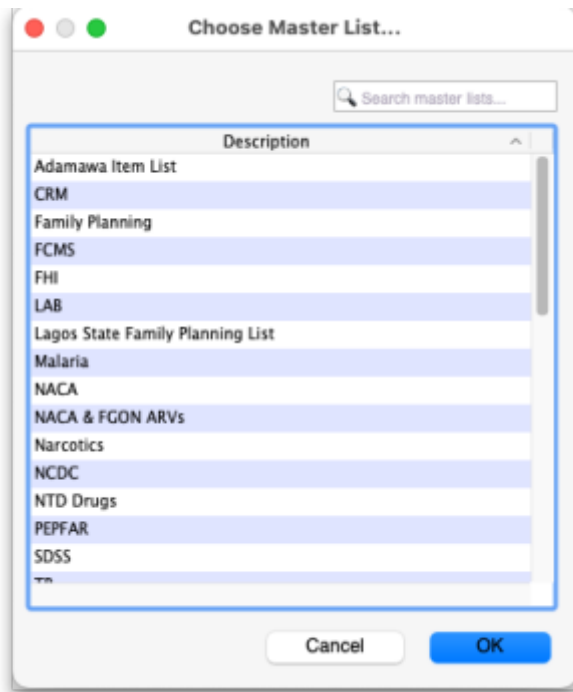 Choose Master List...
Search master lists...
Description
Adamawa Item List
CRM
Family Planning
FCMS
FHI
LAB
Lagos State Family Planning List
Malaria
NACA
NACA & FGON ARVs
Narcotics
NCDC
NTD Drugs
PEPFAR
SDSS
Cancel
OK